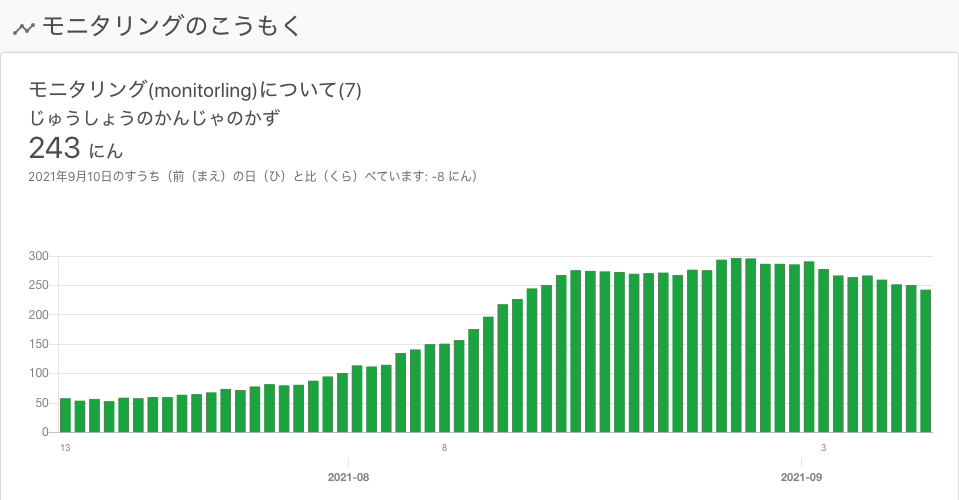 モニタリングのこうもく
モニタリング(monitorling)について(7)
じゅうしょうのかんじゃのかず
243 にん
2021年9月10日のすうち（前（まえ）の日（ひ）と比（くら）べています: -8 にん）
300
250
200
150
100
50
0
13 8 3
2021-08 2021-09